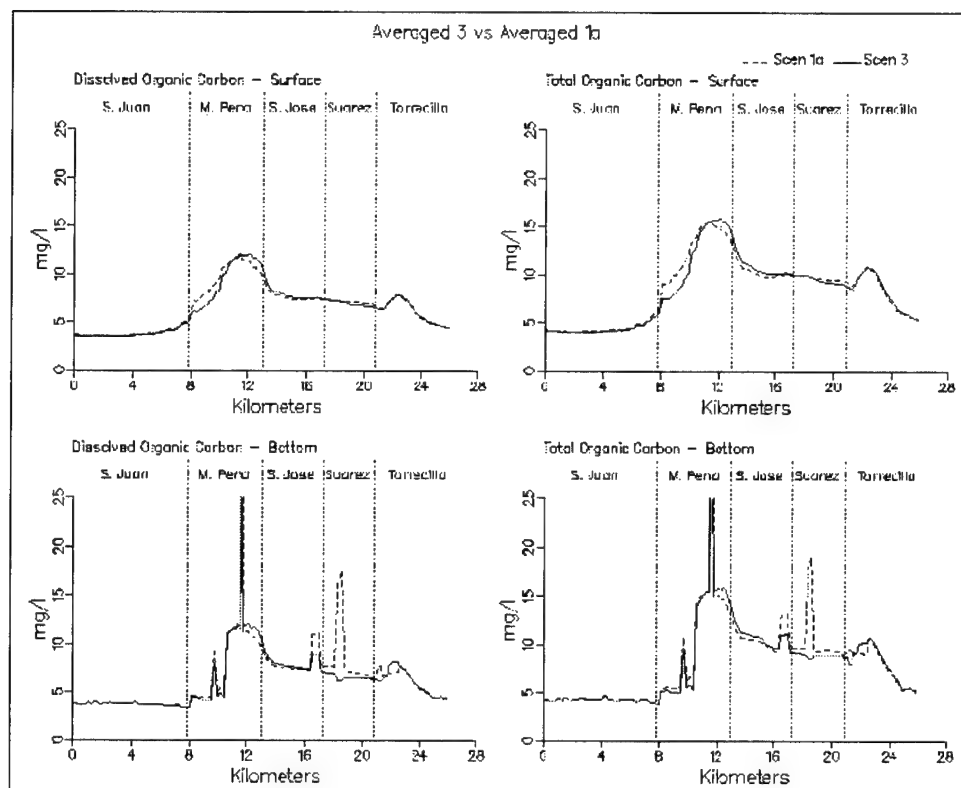 Averaged 3 vs Averaged 1a
Scen 1a Scen 3
Dissolved Organic Carbon – Surface
S. Juan M. Pena S. Jose Suarez Torrecilla
mg/l
25
20
15
10
5
0
0 4 8 12 16 20 24 28
Kilometers
Total Organic Carbon – Surface
S. Juan M. Pena S. Jose Suarez Torrecilla
mg/l
25
20
15
10
5
0
0 4 8 12 16 20 24 28
Kilometers
Dissolved Organic Carbon – Bottom
S. Juan M. Pena S. Jose Suarez Torrecilla
mg/l
25
20
15
10
5
0
0 4 8 12 16 20 24 28
Kilometers
Total Organic Carbon – Bottom
S. Juan M. Pena S. Jose Suarez Torrecilla
mg/l
25
20
15
10
5
0
0 4 8 12 16 20 24 28
Kilometers